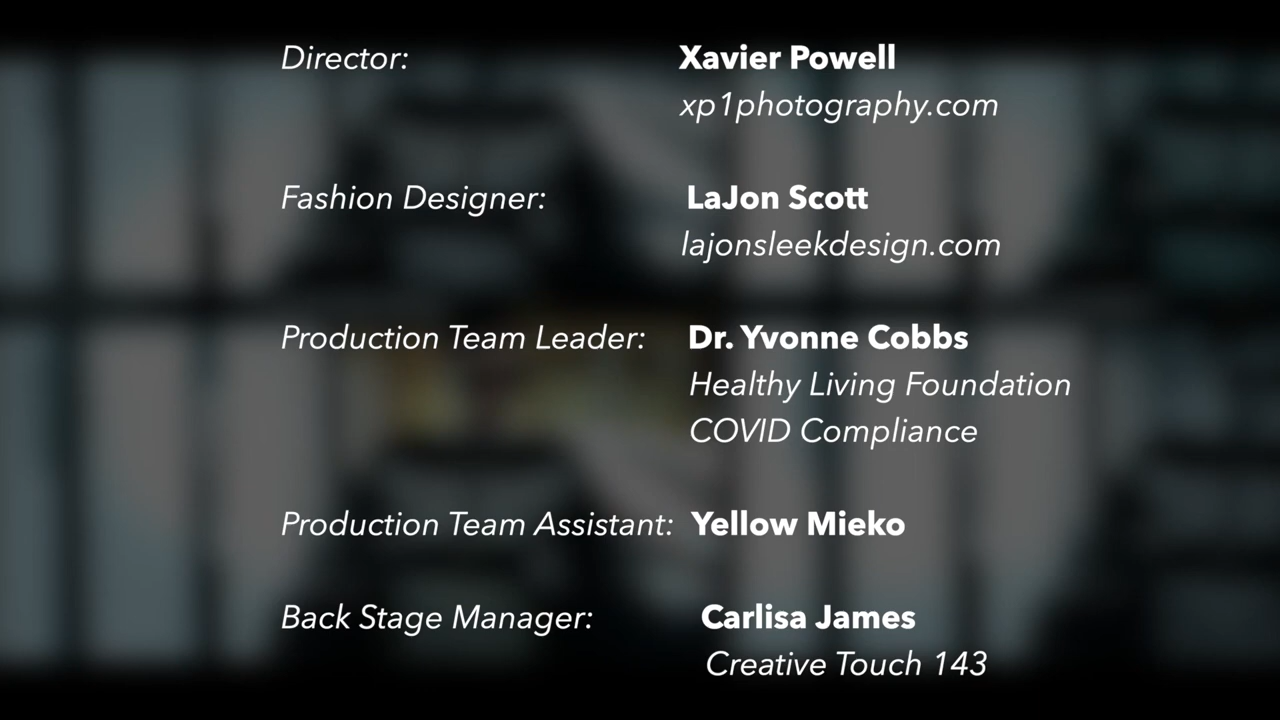 Director: Xavier Powell
xp1photography.com
Fashion Designer: LaJon Scott
lajonsleekdesign.com
Production Team Leader: Dr. Yvonne Cobbs
Healthy Living Foundation
COVID Compliance
Production Team Assistant: Yellow Mieko
Back Stage Manager: Carlisa James
Creative Touch 143